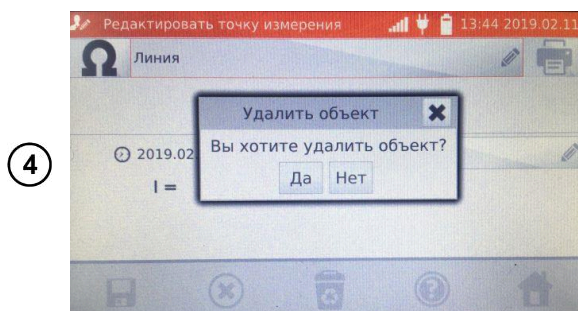 Редактировать точку измерения 13:44 2019.02.11
Линия
Удалить объект
Вы хотите удалить объект?
Да Нет
4
2019.02
I =